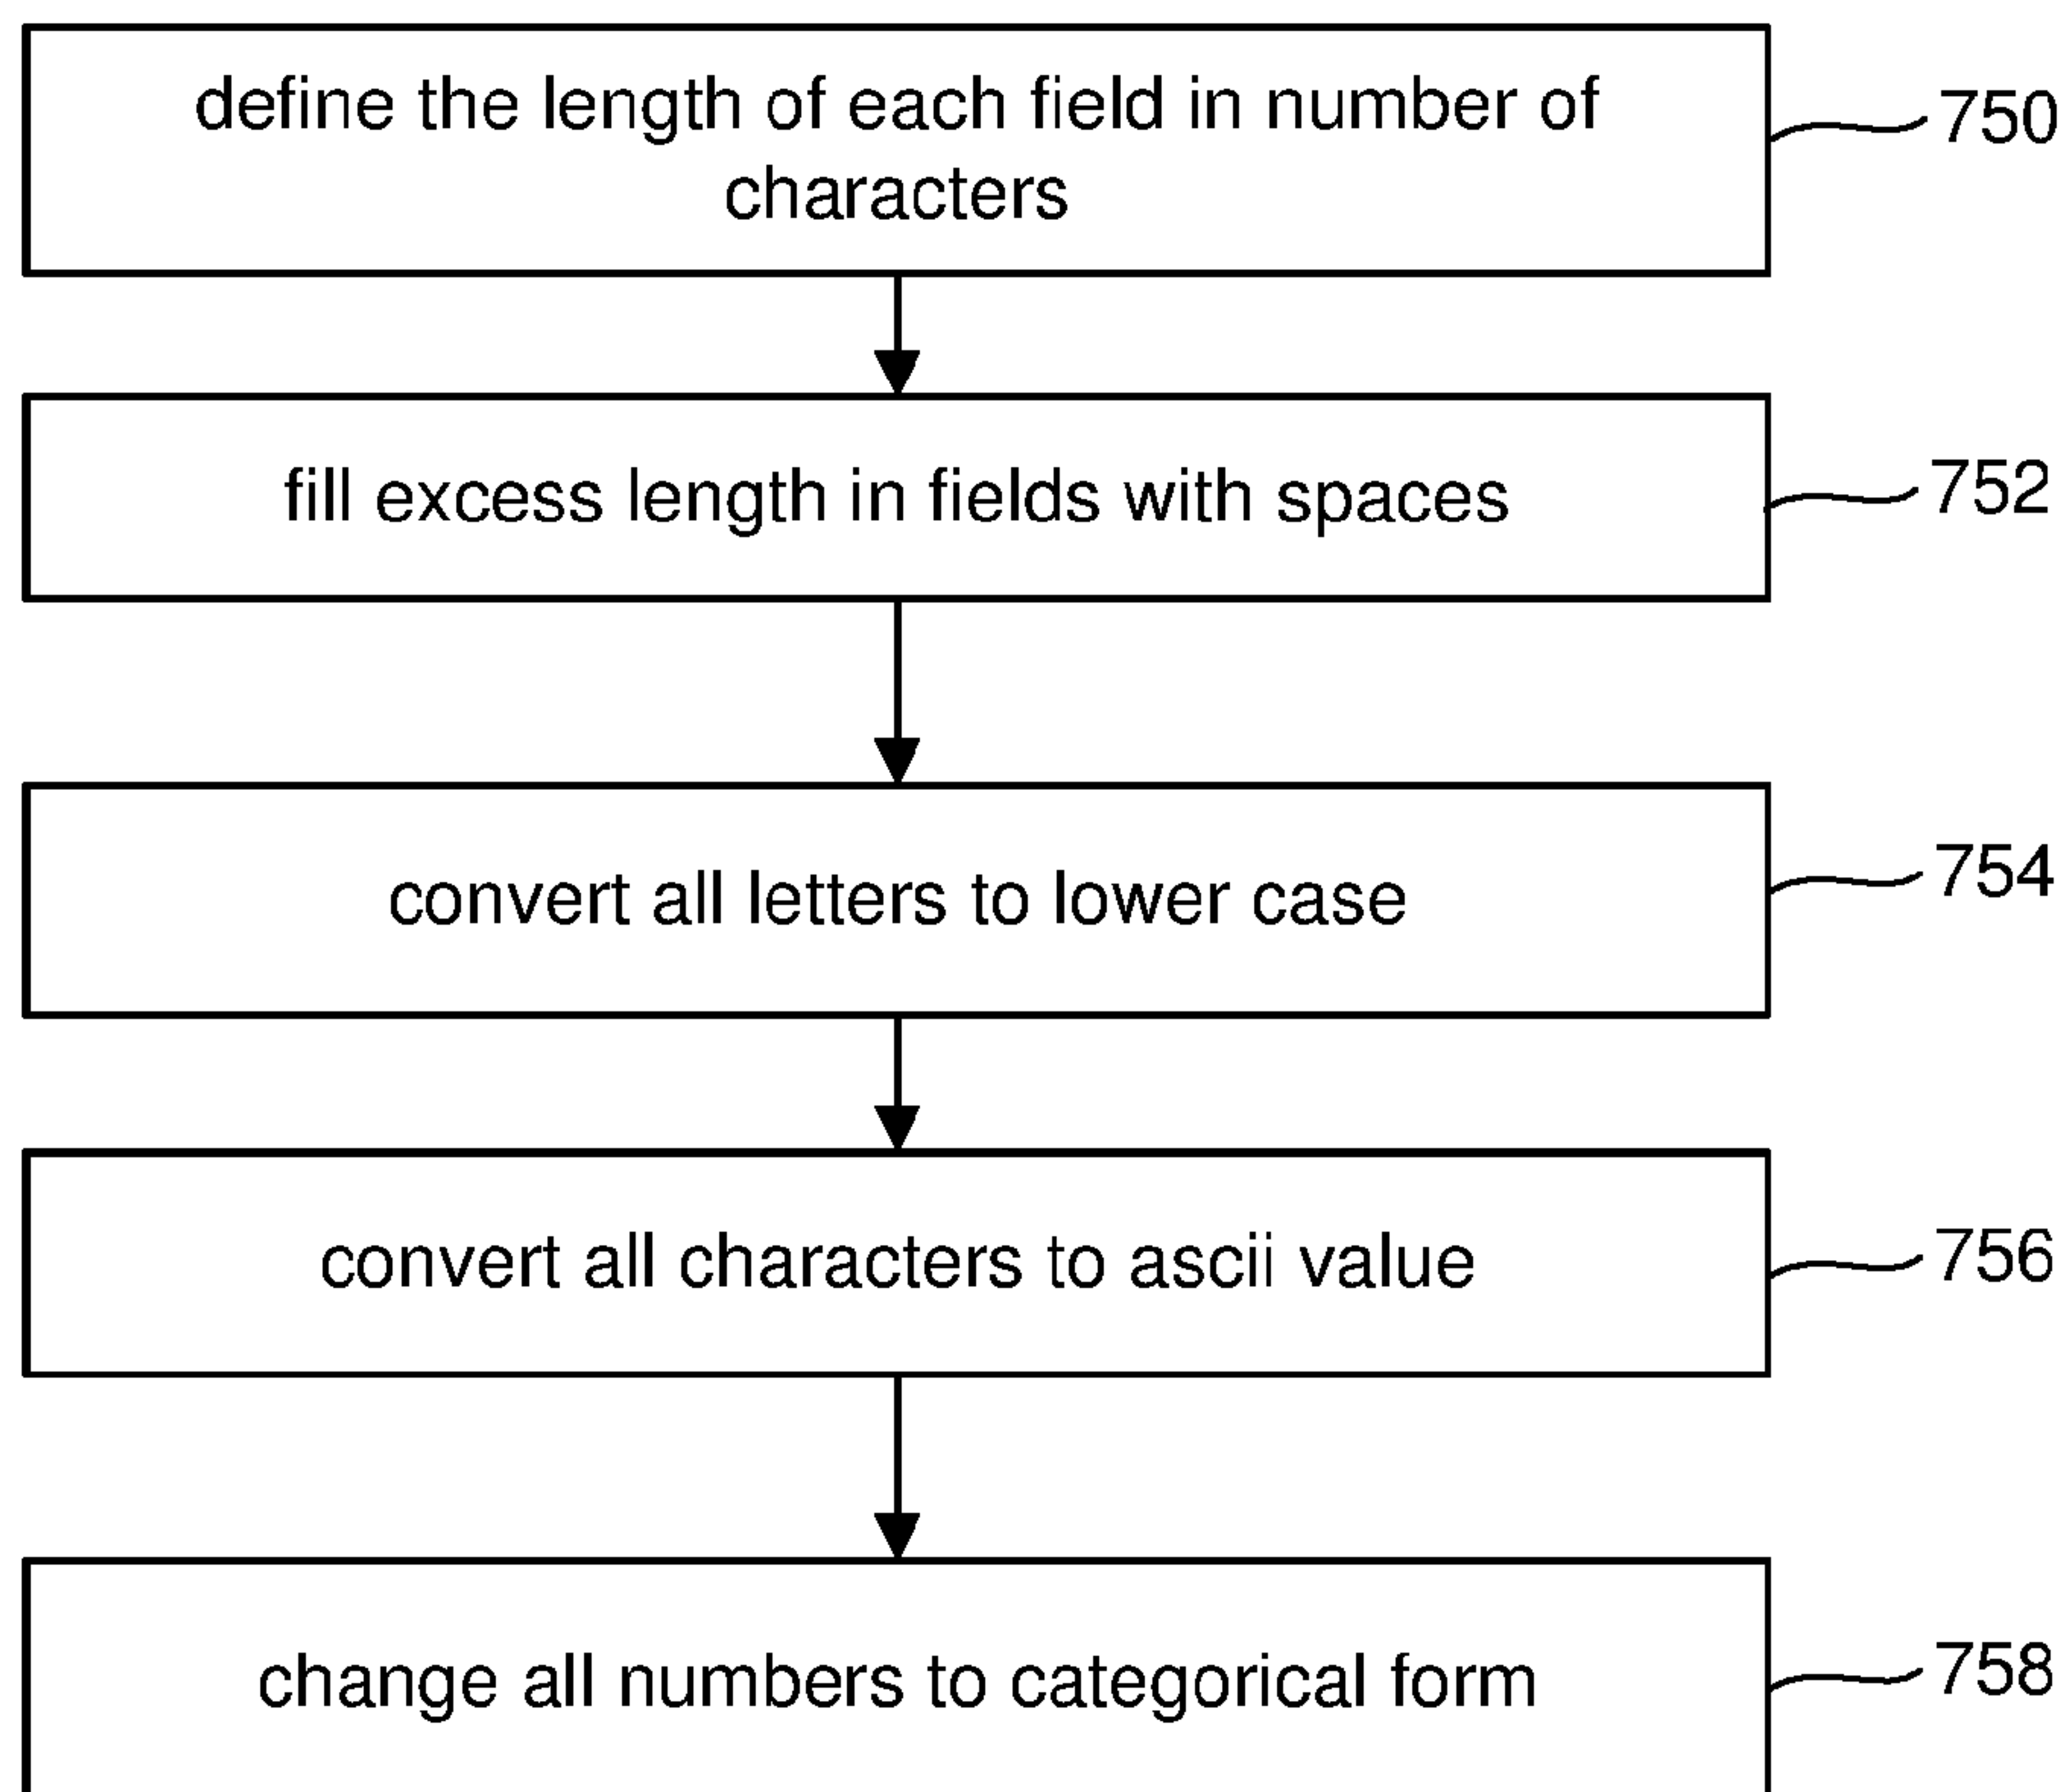 define the length of each field in number of
characters
750
fill excess length in fields with spaces
752
convert all letters to lower case
754
convert all characters to ascii value
756
change all numbers to categorical form
758